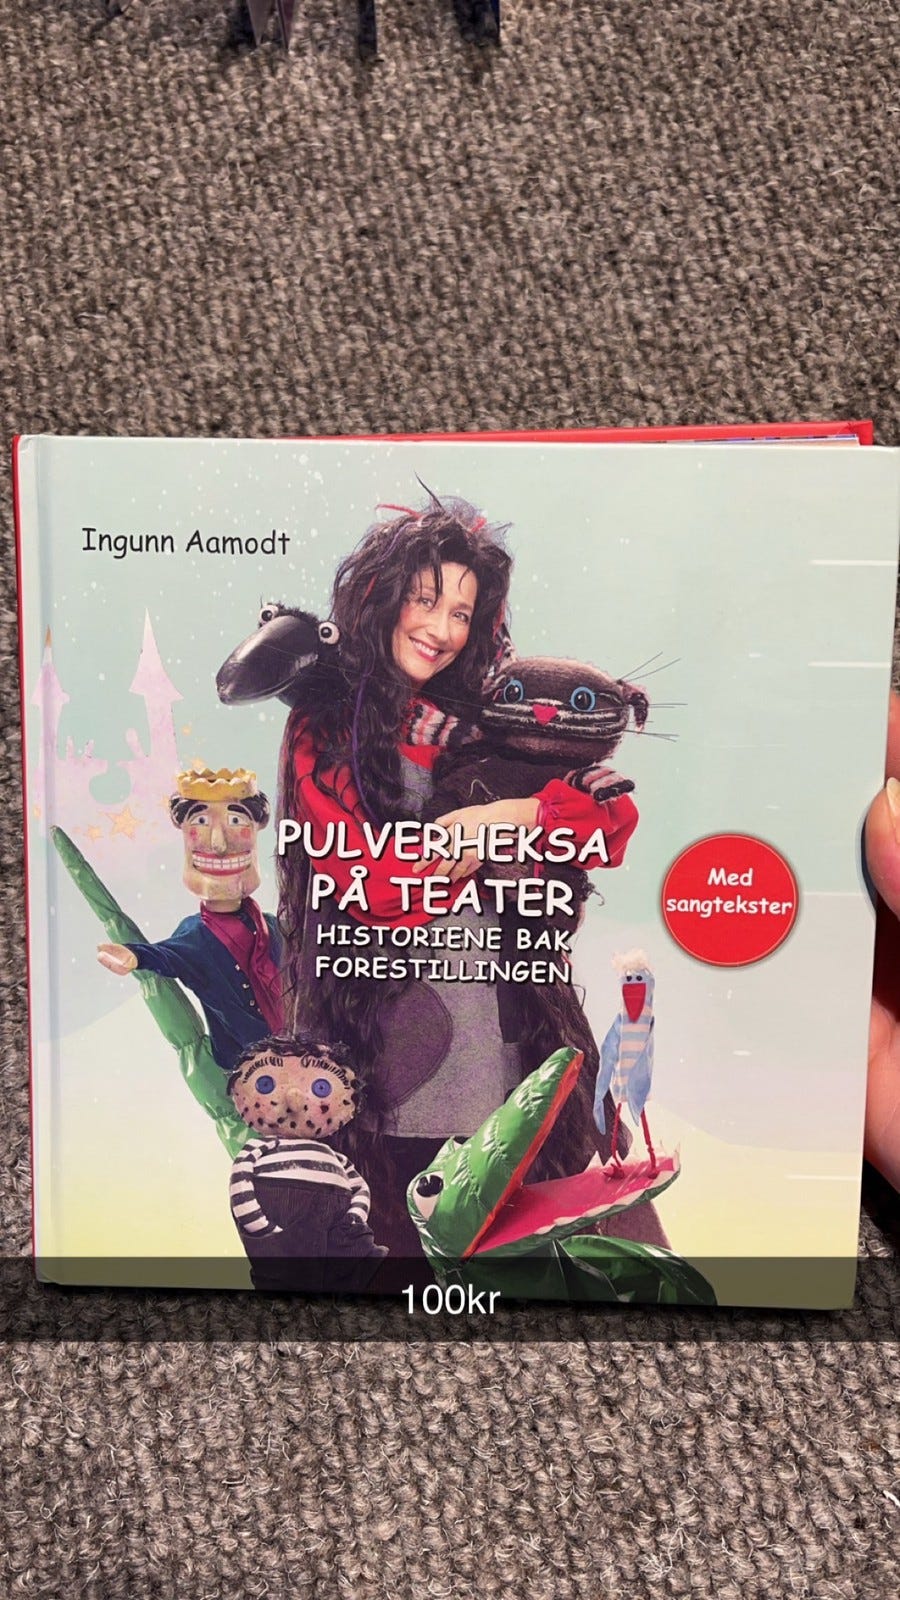 Ingunn Aamodt
PULVERHEKSA
PÅ TEATER
HISTORIENE BAK
FORESTILLINGEN
Med
sangtekster
100kr